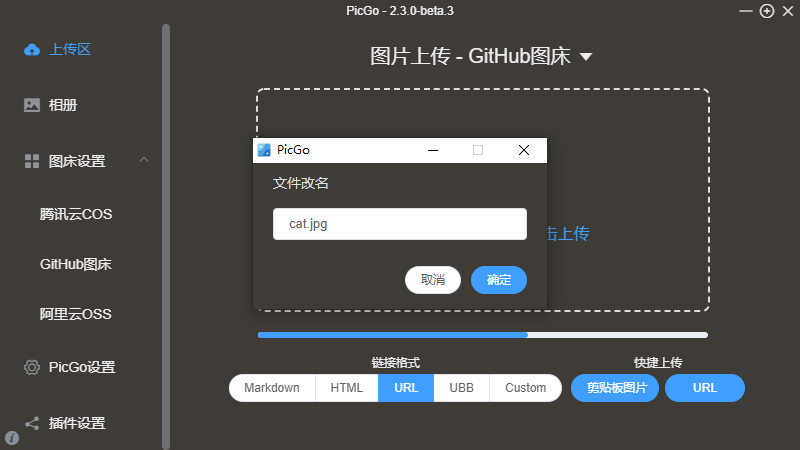 PicGo - 2.3.0-beta.3
上传区
相册
图床设置
腾讯云COS
GitHub图床
阿里云OSS
PicGo设置
插件设置
图片上传 - GitHub图床
PicGo
文件改名
cat.jpg
取消
确定
击上传
链接格式
Markdown
HTML
URL
UBB
Custom
快捷上传
剪贴板图片
URL